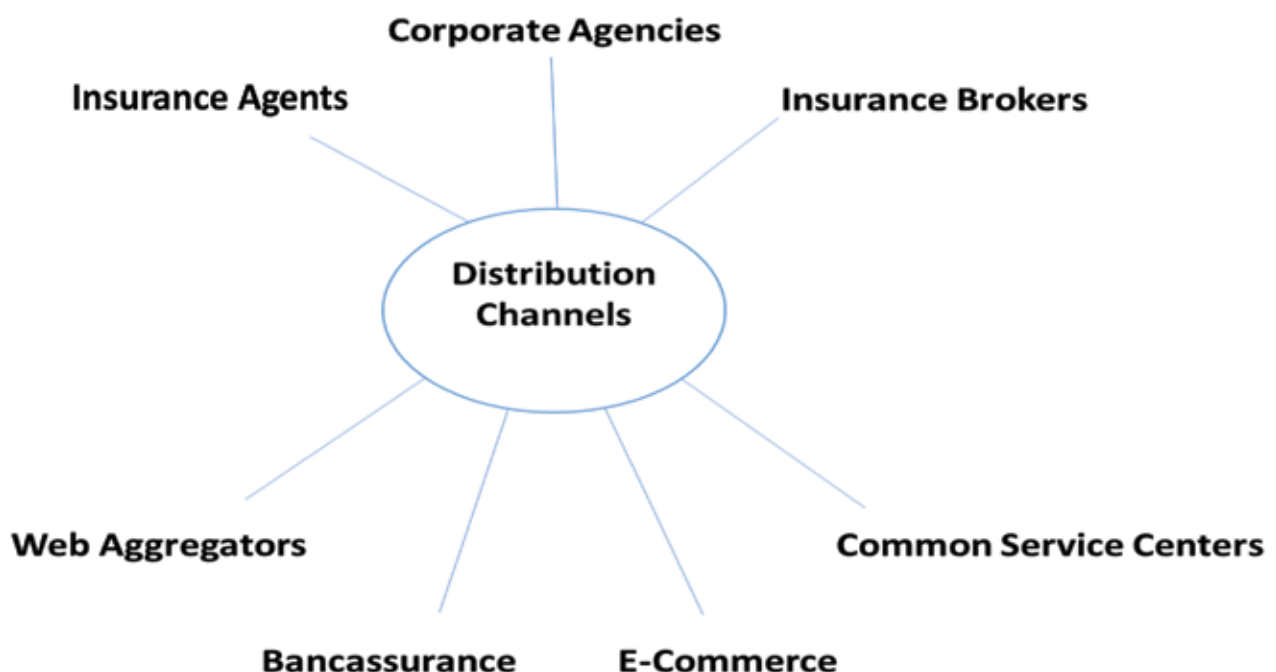 Corporate Agencies
Insurance Agents
Insurance Brokers
Distribution
Channels
Web Aggregators
Common Service Centers
Bancassurance
E-Commerce